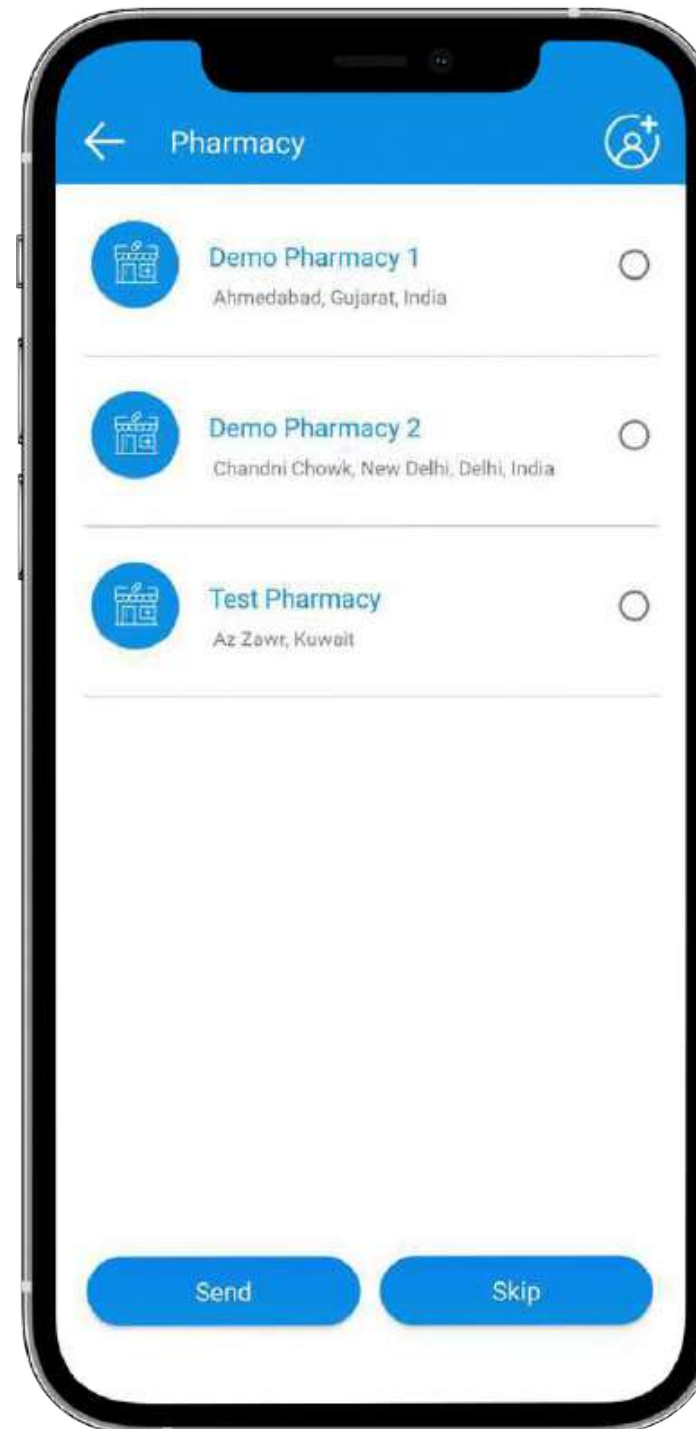 Pharmacy
Demo Pharmacy 1
Ahmedabad, Gujarat, India
Demo Pharmacy 2
Chandni Chowk, New Delhi, Delhi, India
Test Pharmacy
Az Zawr, Kuwait
Send
Skip